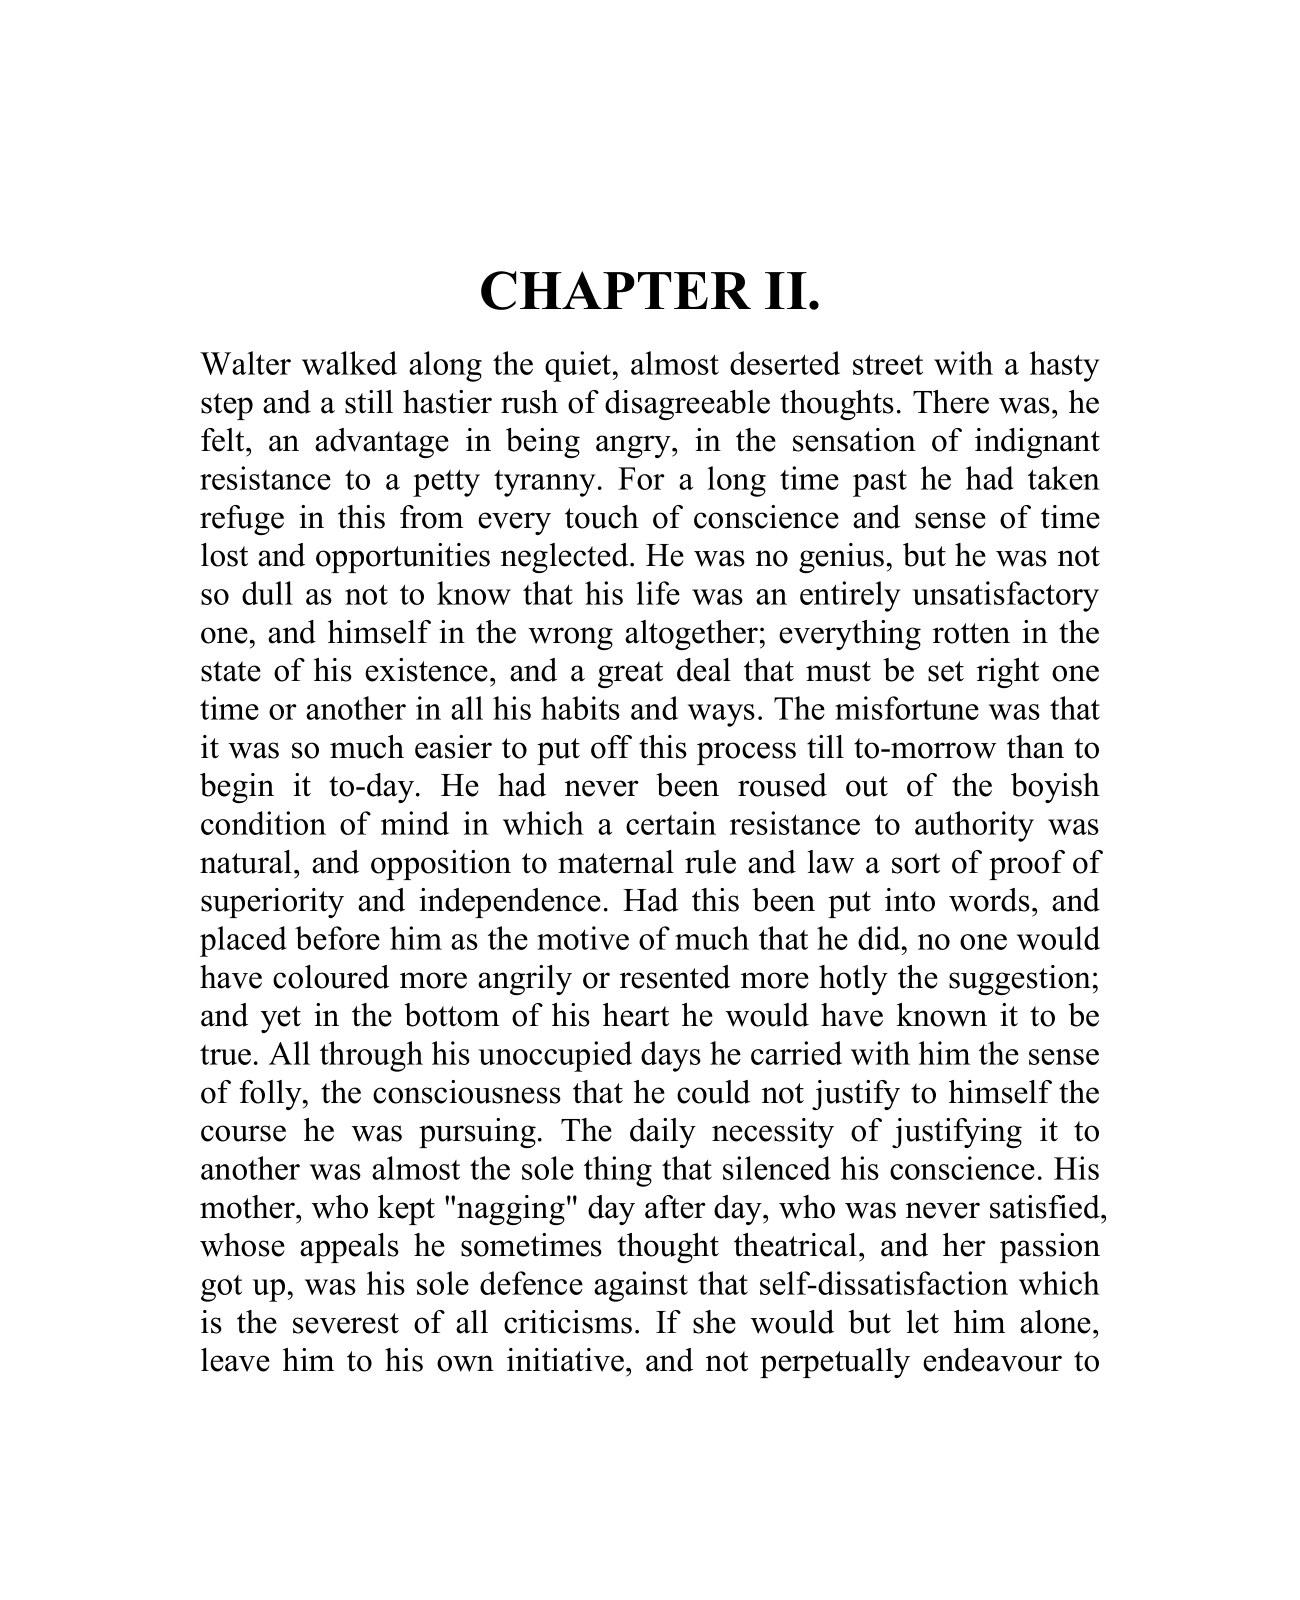 CHAPTER II.
Walter walked along the quiet, almost deserted street with a hasty
step and a still hastier rush of disagreeable thoughts. There was, he
felt, an advantage in being angry, in the sensation of indignant
resistance to a petty tyranny. For a long time past he had taken
refuge in this from every touch of conscience and sense of time
lost and opportunities neglected. He was no genius, but he was not
so dull as not to know that his life was an entirely unsatisfactory
one, and himself in the wrong altogether; everything rotten in the
state of his existence, and a great deal that must be set right one
time or another in all his habits and ways. The misfortune was that
it was so much easier to put off this process till to-morrow than to
begin it to-day. He had never been roused out of the boyish
condition of mind in which a certain resistance to authority was
natural, and opposition to maternal rule and law a sort of proof of
superiority and independence. Had this been put into words, and
placed before him as the motive of much that he did, no one would
have coloured more angrily or resented more hotly the suggestion;
and yet in the bottom of his heart he would have known it to be
true. All through his unoccupied days he carried with him the sense
of folly, the consciousness that he could not justify to himself the
course he was pursuing. The daily necessity of justifying it to
another was almost the sole thing that silenced his conscience. His
mother, who kept "nagging" day after day, who was never satisfied,
whose appeals he sometimes thought theatrical, and her passion
got up, was his sole defence against that self-dissatisfaction which
is the severest of all criticisms. If she would but let him alone,
leave him to his own initiative, and not perpetually endeavour to